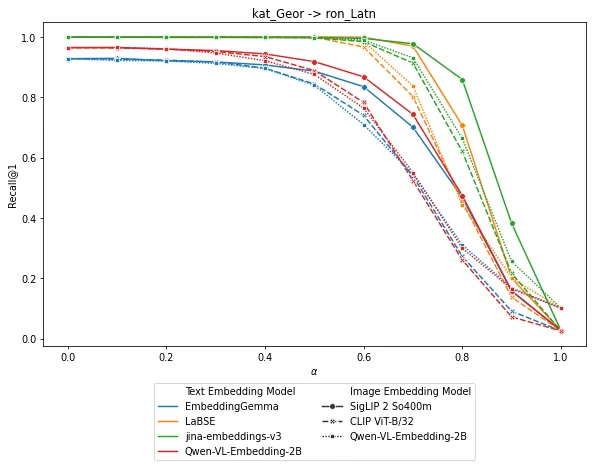 kat_Geor -> ron_Latn
1.0
0.8
0.6
0.4
0.2
0.0
Recall@1
0.0 0.2 0.4 0.6 0.8 1.0
α
Text Embedding Model Image Embedding Model
EmbeddingGemma SigLIP 2 So400m
LaBSE CLIP ViT-B/32
jina-embeddings-v3 Qwen-VL-Embedding-2B
Qwen-VL-Embedding-2B